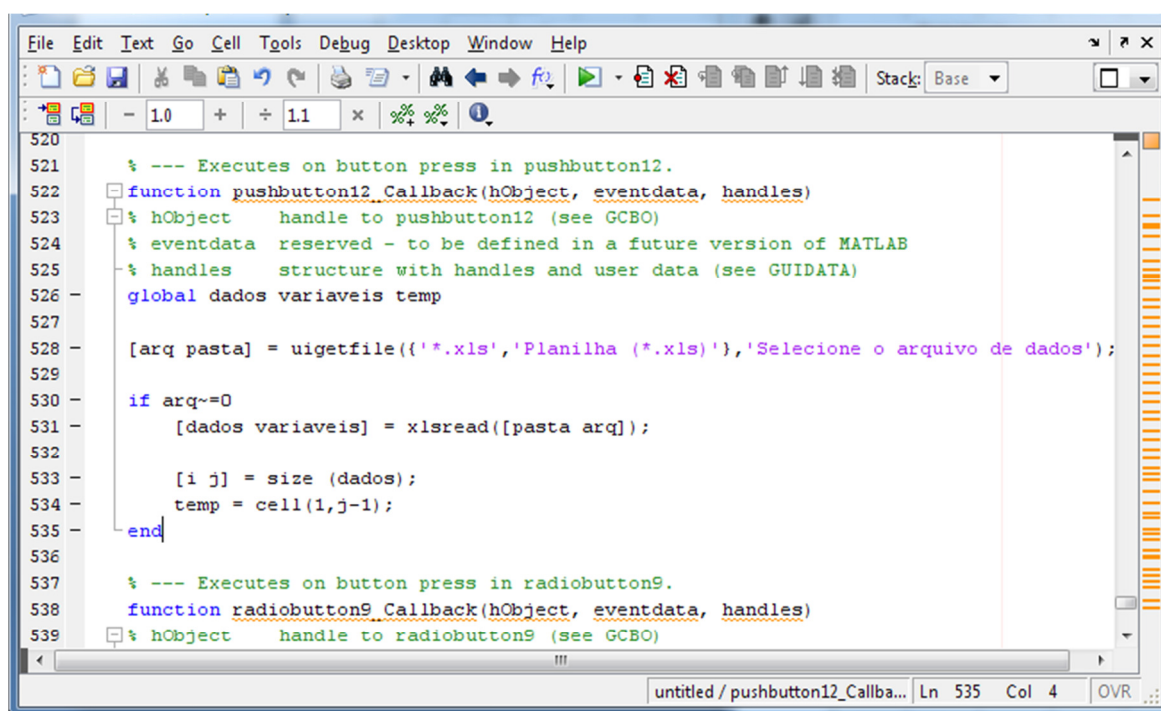 File Edit Text Go Cell Tools Debug Desktop Window Help
Stack: Base
- 1.0 + ÷ 1.1 ×
520
521 % --- Executes on button press in pushbutton12.
522 function pushbutton12_Callback(hObject, eventdata, handles)
523 % hObject    handle to pushbutton12 (see GCBO)
524 % eventdata  reserved - to be defined in a future version of MATLAB
525 % handles    structure with handles and user data (see GUIDATA)
526 - global dados variaveis temp
527
528 - [arq pasta] = uigetfile({'*.xls','Planilha (*.xls)'},'Selecione o arquivo de dados');
529
530 - if arq~=0
531 -     [dados variaveis] = xlsread([pasta arq]);
532
533 -     [i j] = size (dados);
534 -     temp = cell(1,j-1);
535 - end
536
537 % --- Executes on button press in radiobutton9.
538 function radiobutton9_Callback(hObject, eventdata, handles)
539 % hObject    handle to radiobutton9 (see GCBO)
untitled / pushbutton12_Callba... Ln 535 Col 4 OVR